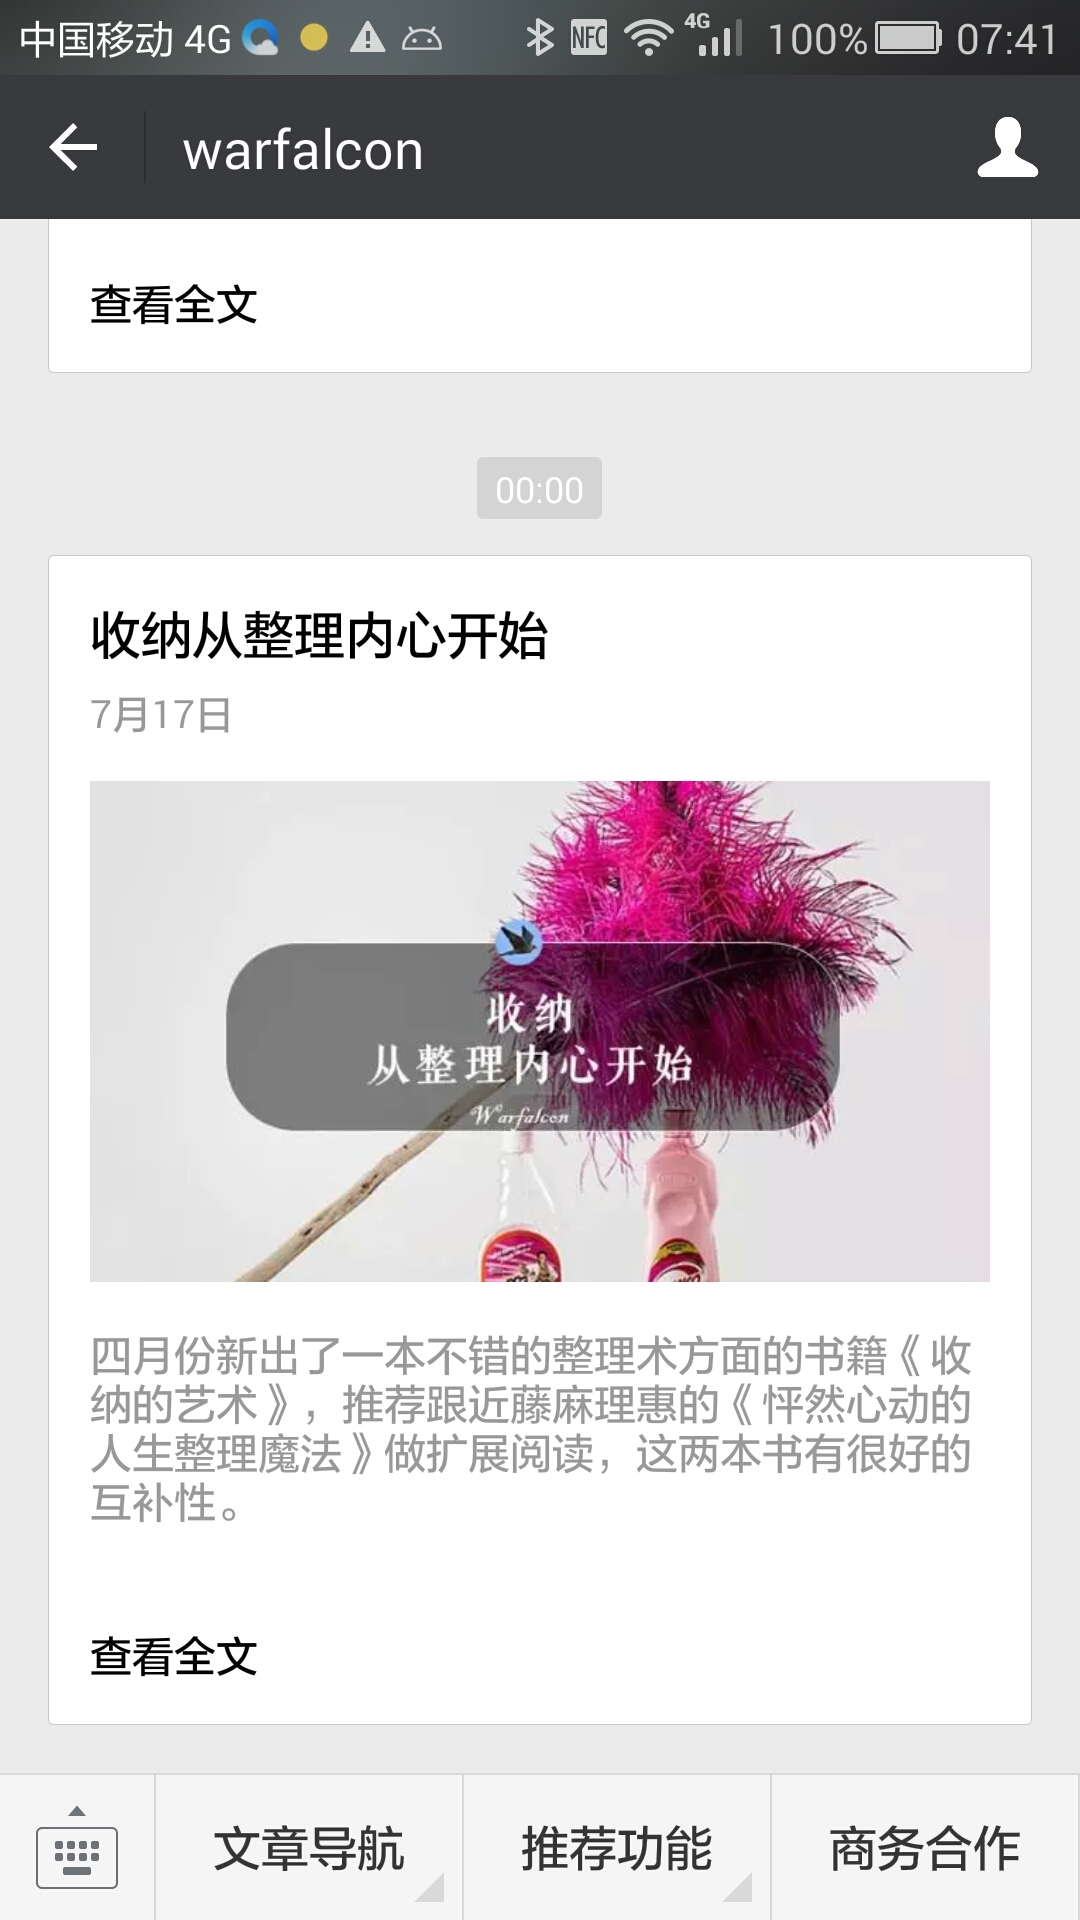 中国移动 4G NFC 4G 100% 07:41
warfalcon
查看全文
00:00
收纳从整理内心开始
7月17日
收纳
从整理内心开始
Warfalcon
四月份新出了一本不错的整理术方面的书籍《收
纳的艺术》，推荐跟近藤麻理惠的《怦然心动的
人生整理魔法》做扩展阅读，这两本书有很好的
互补性。
查看全文
文章导航 推荐功能 商务合作